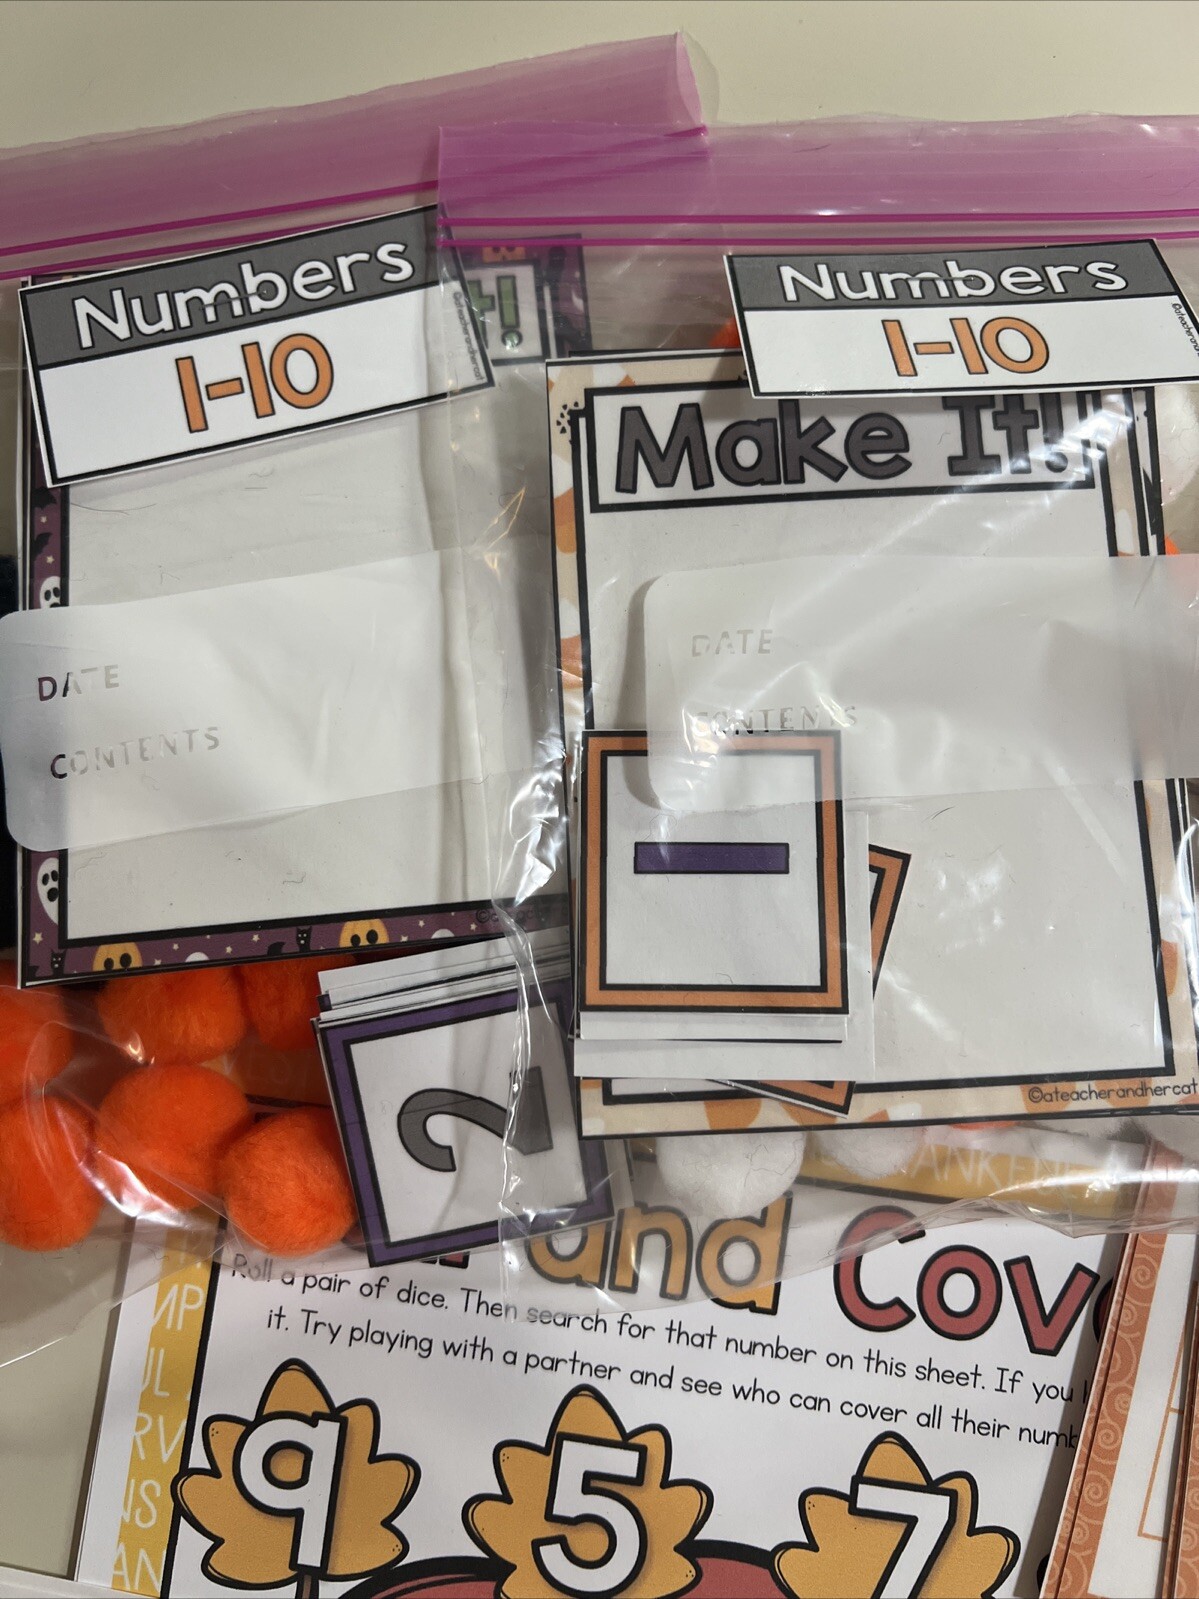 Numbers
1-10
Numbers
1-10
Make It!
DATE
CONTENTS
DATE
CONTENTS
1
2
©ateacherandhercat
and Cov
Roll a pair of dice. Then search for that number on this sheet. If you
it. Try playing with a partner and see who can cover all their numb
9 5 7